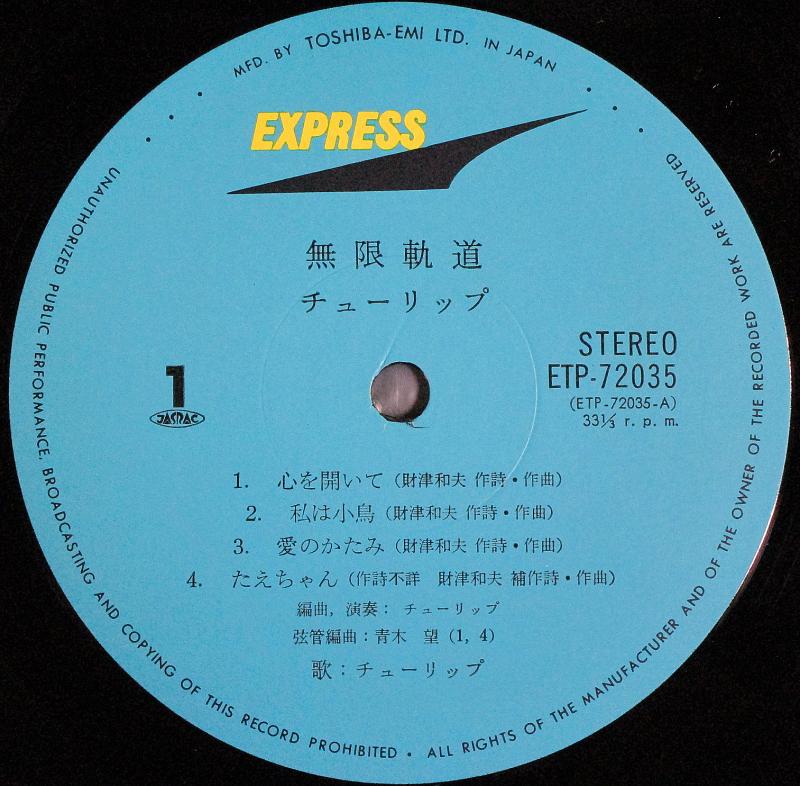 MFD. BY TOSHIBA-EMI LTD. IN JAPAN
EXPRESS
無限軌道
チューリップ
STEREO
ETP-72035
(ETP-72035-A)
33⅓ r. p. m.
1
JASRAC
1. 心を開いて (財津和夫 作詩・作曲)
2. 私は小鳥 (財津和夫 作詩・作曲)
3. 愛のかたみ (財津和夫 作詩・作曲)
4. たえちゃん (作詩不詳 財津和夫 補作詩・作曲)
編曲, 演奏: チューリップ
弦管編曲: 青木 望 (1, 4)
歌: チューリップ
UNAUTHORIZED PUBLIC PERFORMANCE, BROADCASTING AND COPYING OF THIS RECORD PROHIBITED • ALL RIGHTS OF THE MANUFACTURER AND OF THE OWNER OF THE RECORDED WORK ARE RESERVED